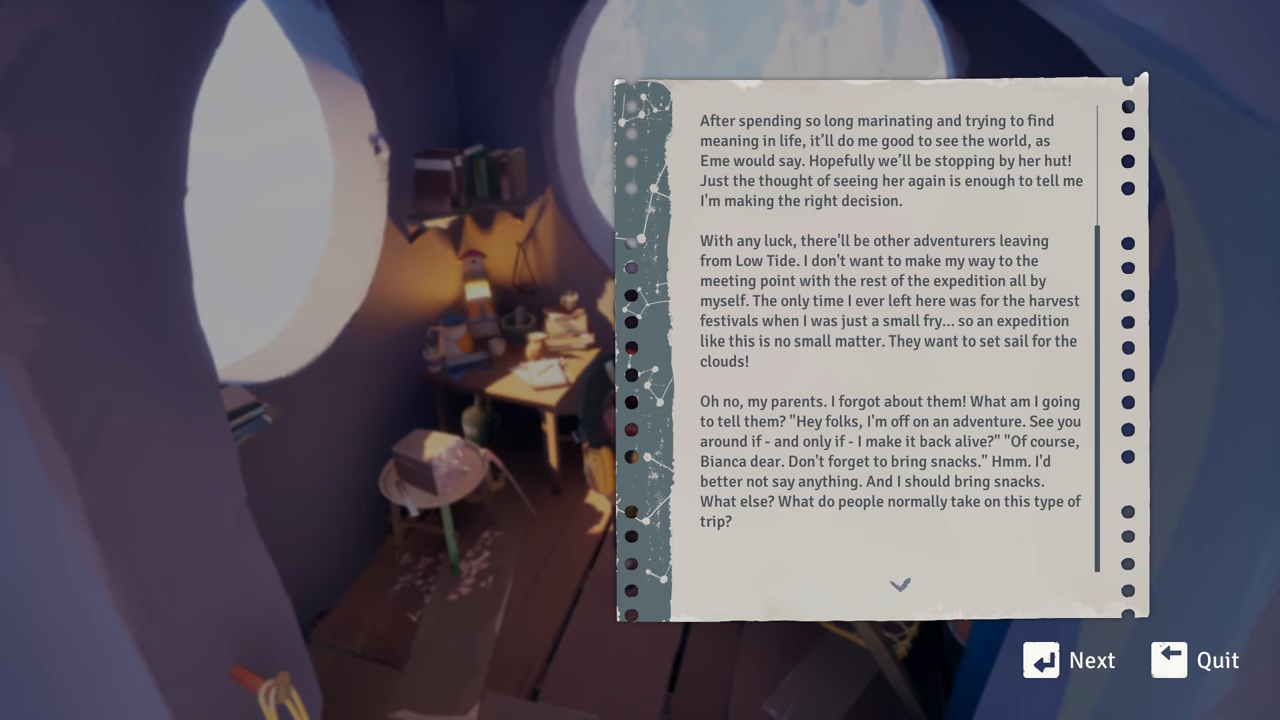 After spending so long marinating and trying to find
meaning in life, it’ll do me good to see the world, as
Eme would say. Hopefully we’ll be stopping by her hut!
Just the thought of seeing her again is enough to tell me
I'm making the right decision.
With any luck, there'll be other adventurers leaving
from Low Tide. I don't want to make my way to the
meeting point with the rest of the expedition all by
myself. The only time I ever left here was for the harvest
festivals when I was just a small fry... so an expedition
like this is no small matter. They want to set sail for the
clouds!
Oh no, my parents. I forgot about them! What am I going
to tell them? "Hey folks, I'm off on an adventure. See you
around if - and only if - I make it back alive?" "Of course,
Bianca dear. Don't forget to bring snacks." Hmm. I'd
better not say anything. And I should bring snacks.
What else? What do people normally take on this type of
trip?
Next
Quit